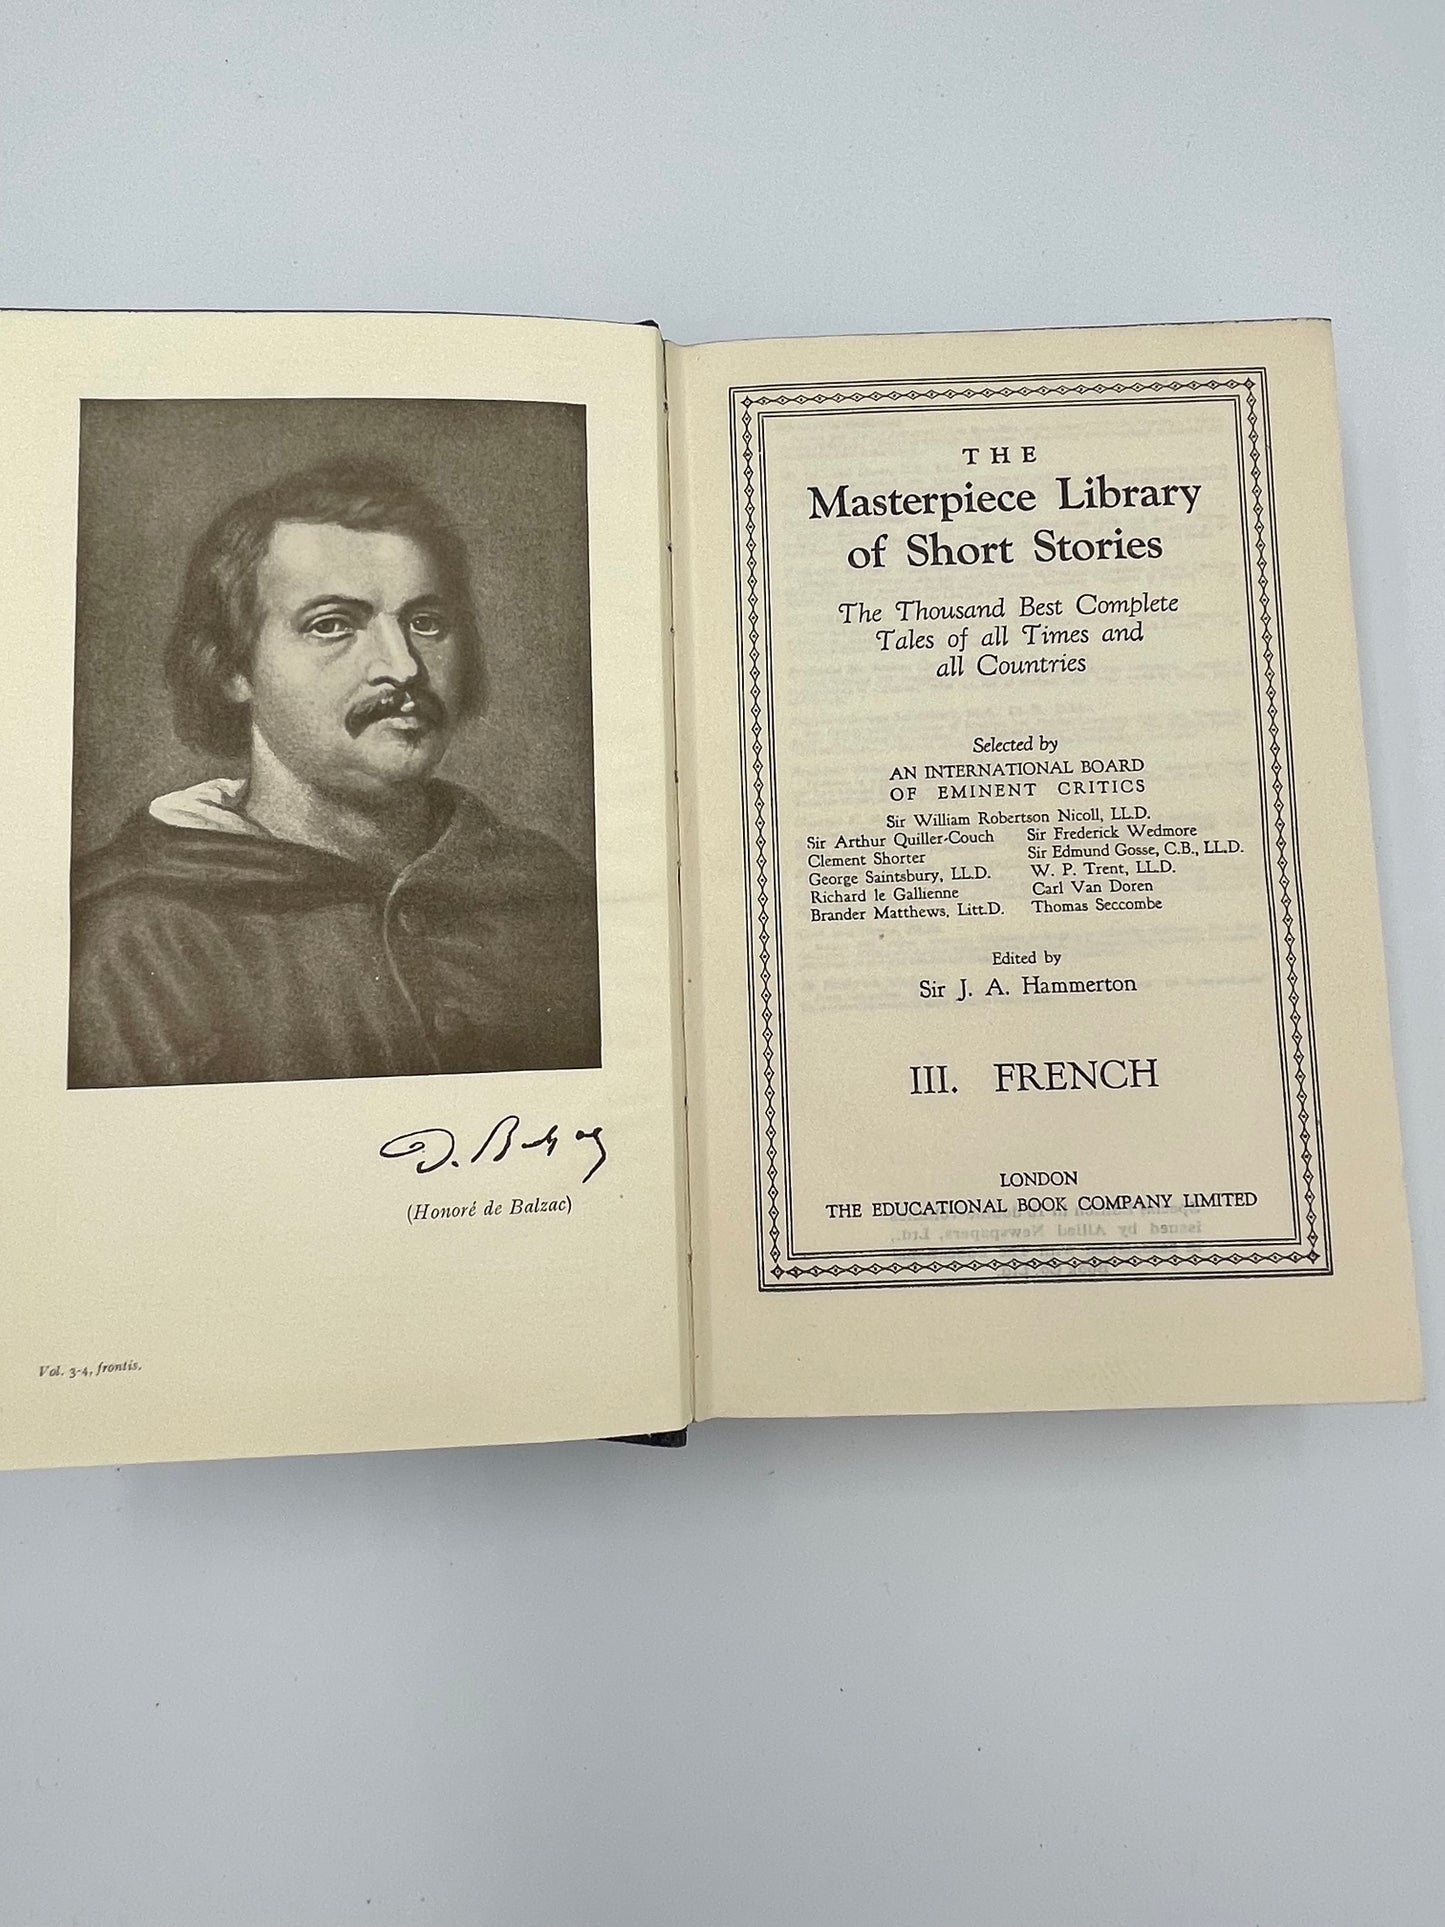 (Honoré de Balzac)
Vol. 3-4, frontis.
THE
Masterpiece Library
of Short Stories
The Thousand Best Complete
Tales of all Times and
all Countries
Selected by
AN INTERNATIONAL BOARD
OF EMINENT CRITICS
Sir William Robertson Nicoll, LL.D.
Sir Arthur Quiller-Couch
Clement Shorter
George Saintsbury, LL.D.
Richard le Gallienne
Brander Matthews, Litt.D.
Sir Frederick Wedmore
Sir Edmund Gosse, C.B., LL.D.
W. P. Trent, LL.D.
Carl Van Doren
Thomas Seccombe
Edited by
Sir J. A. Hammerton
III. FRENCH
LONDON
THE EDUCATIONAL BOOK COMPANY LIMITED